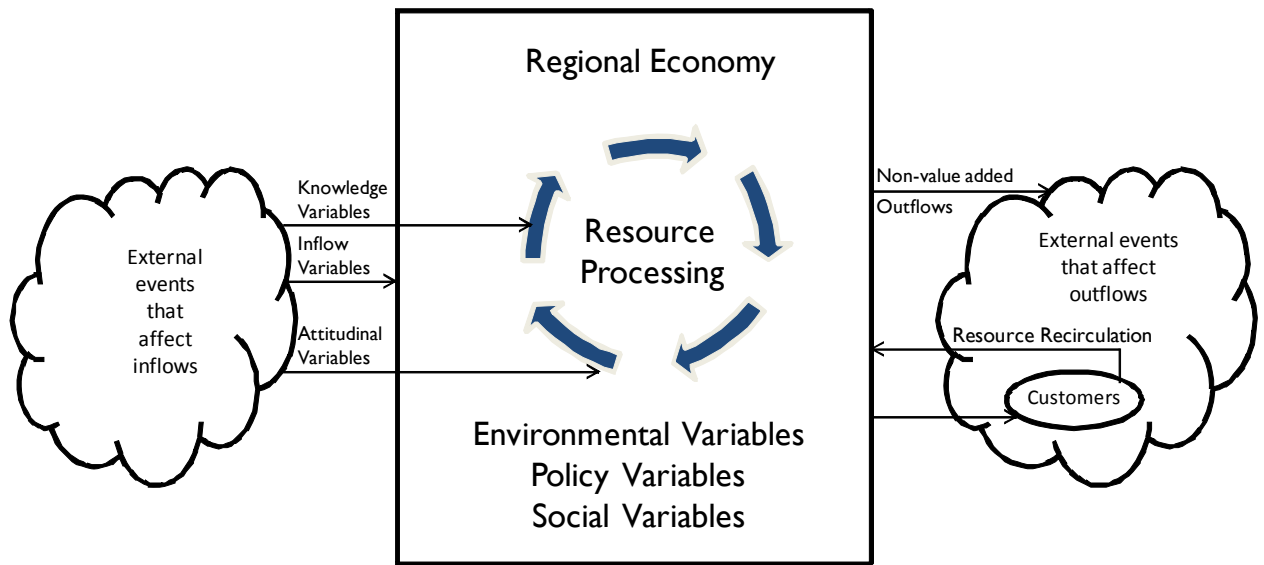 Regional Economy
Knowledge
Variables
Inflow
Variables
Attitudinal
Variables
External
events
that
affect
inflows
Resource
Processing
Environmental Variables
Policy Variables
Social Variables
Non-value added
Outflows
External events
that affect
outflows
Resource Recirculation
Customers